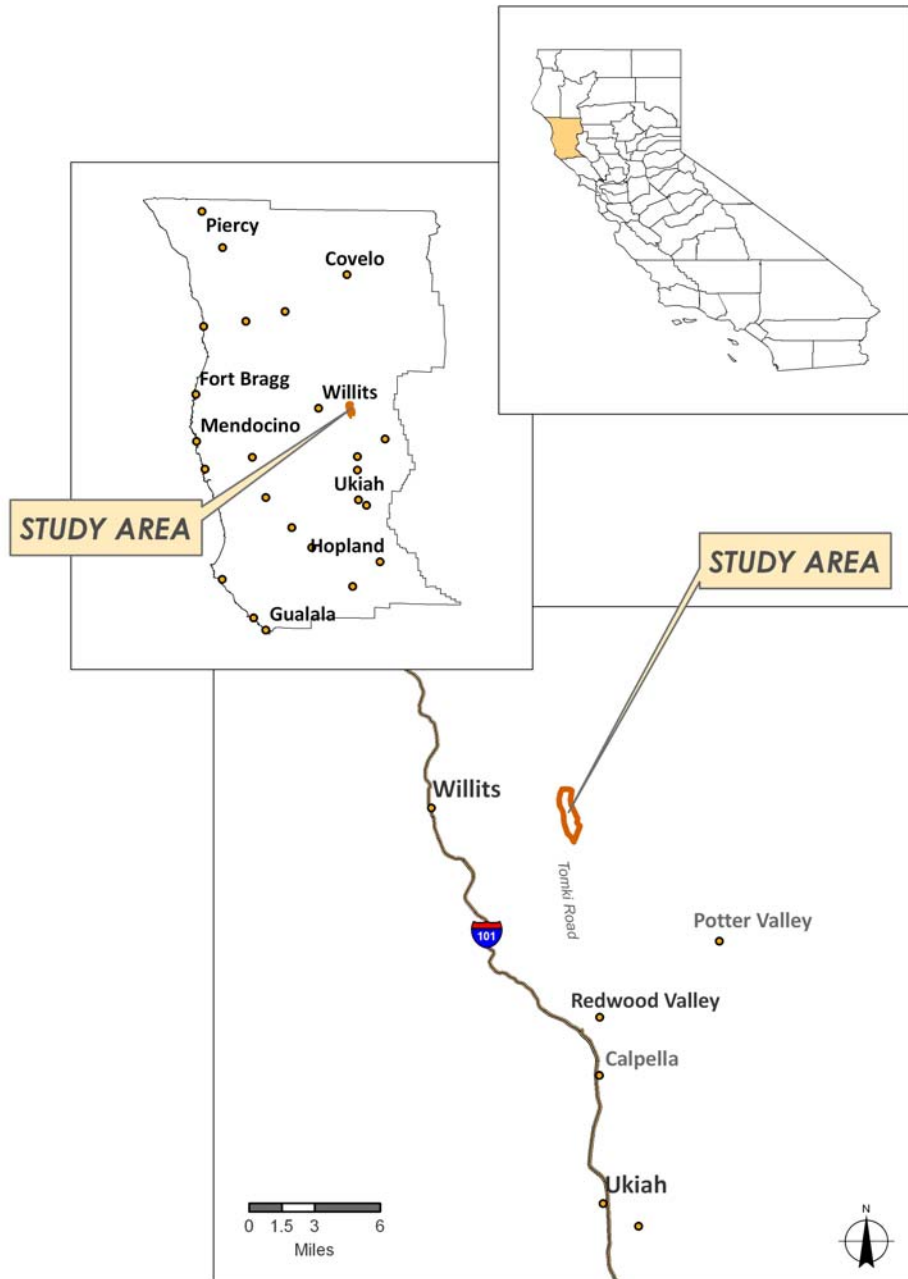 Piercy
Covelo
Fort Bragg
Willits
Mendocino
Ukiah
STUDY AREA
Hopland
Gualala
STUDY AREA
Willits
Tomki Road
Potter Valley
101
Redwood Valley
Calpella
Ukiah
0 1.5 3 6
Miles
N